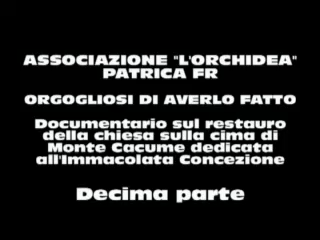 ASSOCIAZIONE "L'ORCHIDEA"
PATRICA FR
ORGOGLIOSI DI AVERLO FATTO
Documentario sul restauro
della chiesa sulla cima di
Monte Cacume dedicata
all'Immacolata Concezione
Decima parte